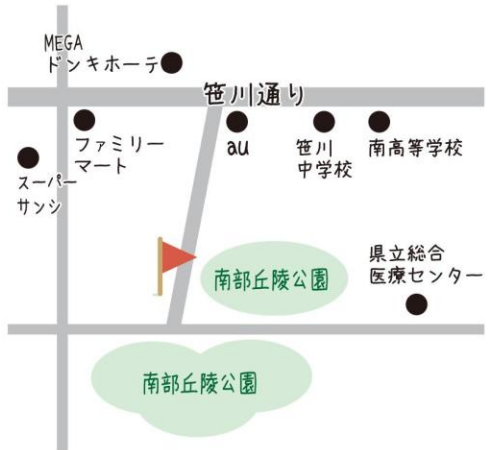 MEGA
ドンキホーテ
笹川通り
ファミリー
マート
au
笹川
中学校
南高等学校
スーパー
サンシ
南部丘陵公園
県立総合
医療センター
南部丘陵公園